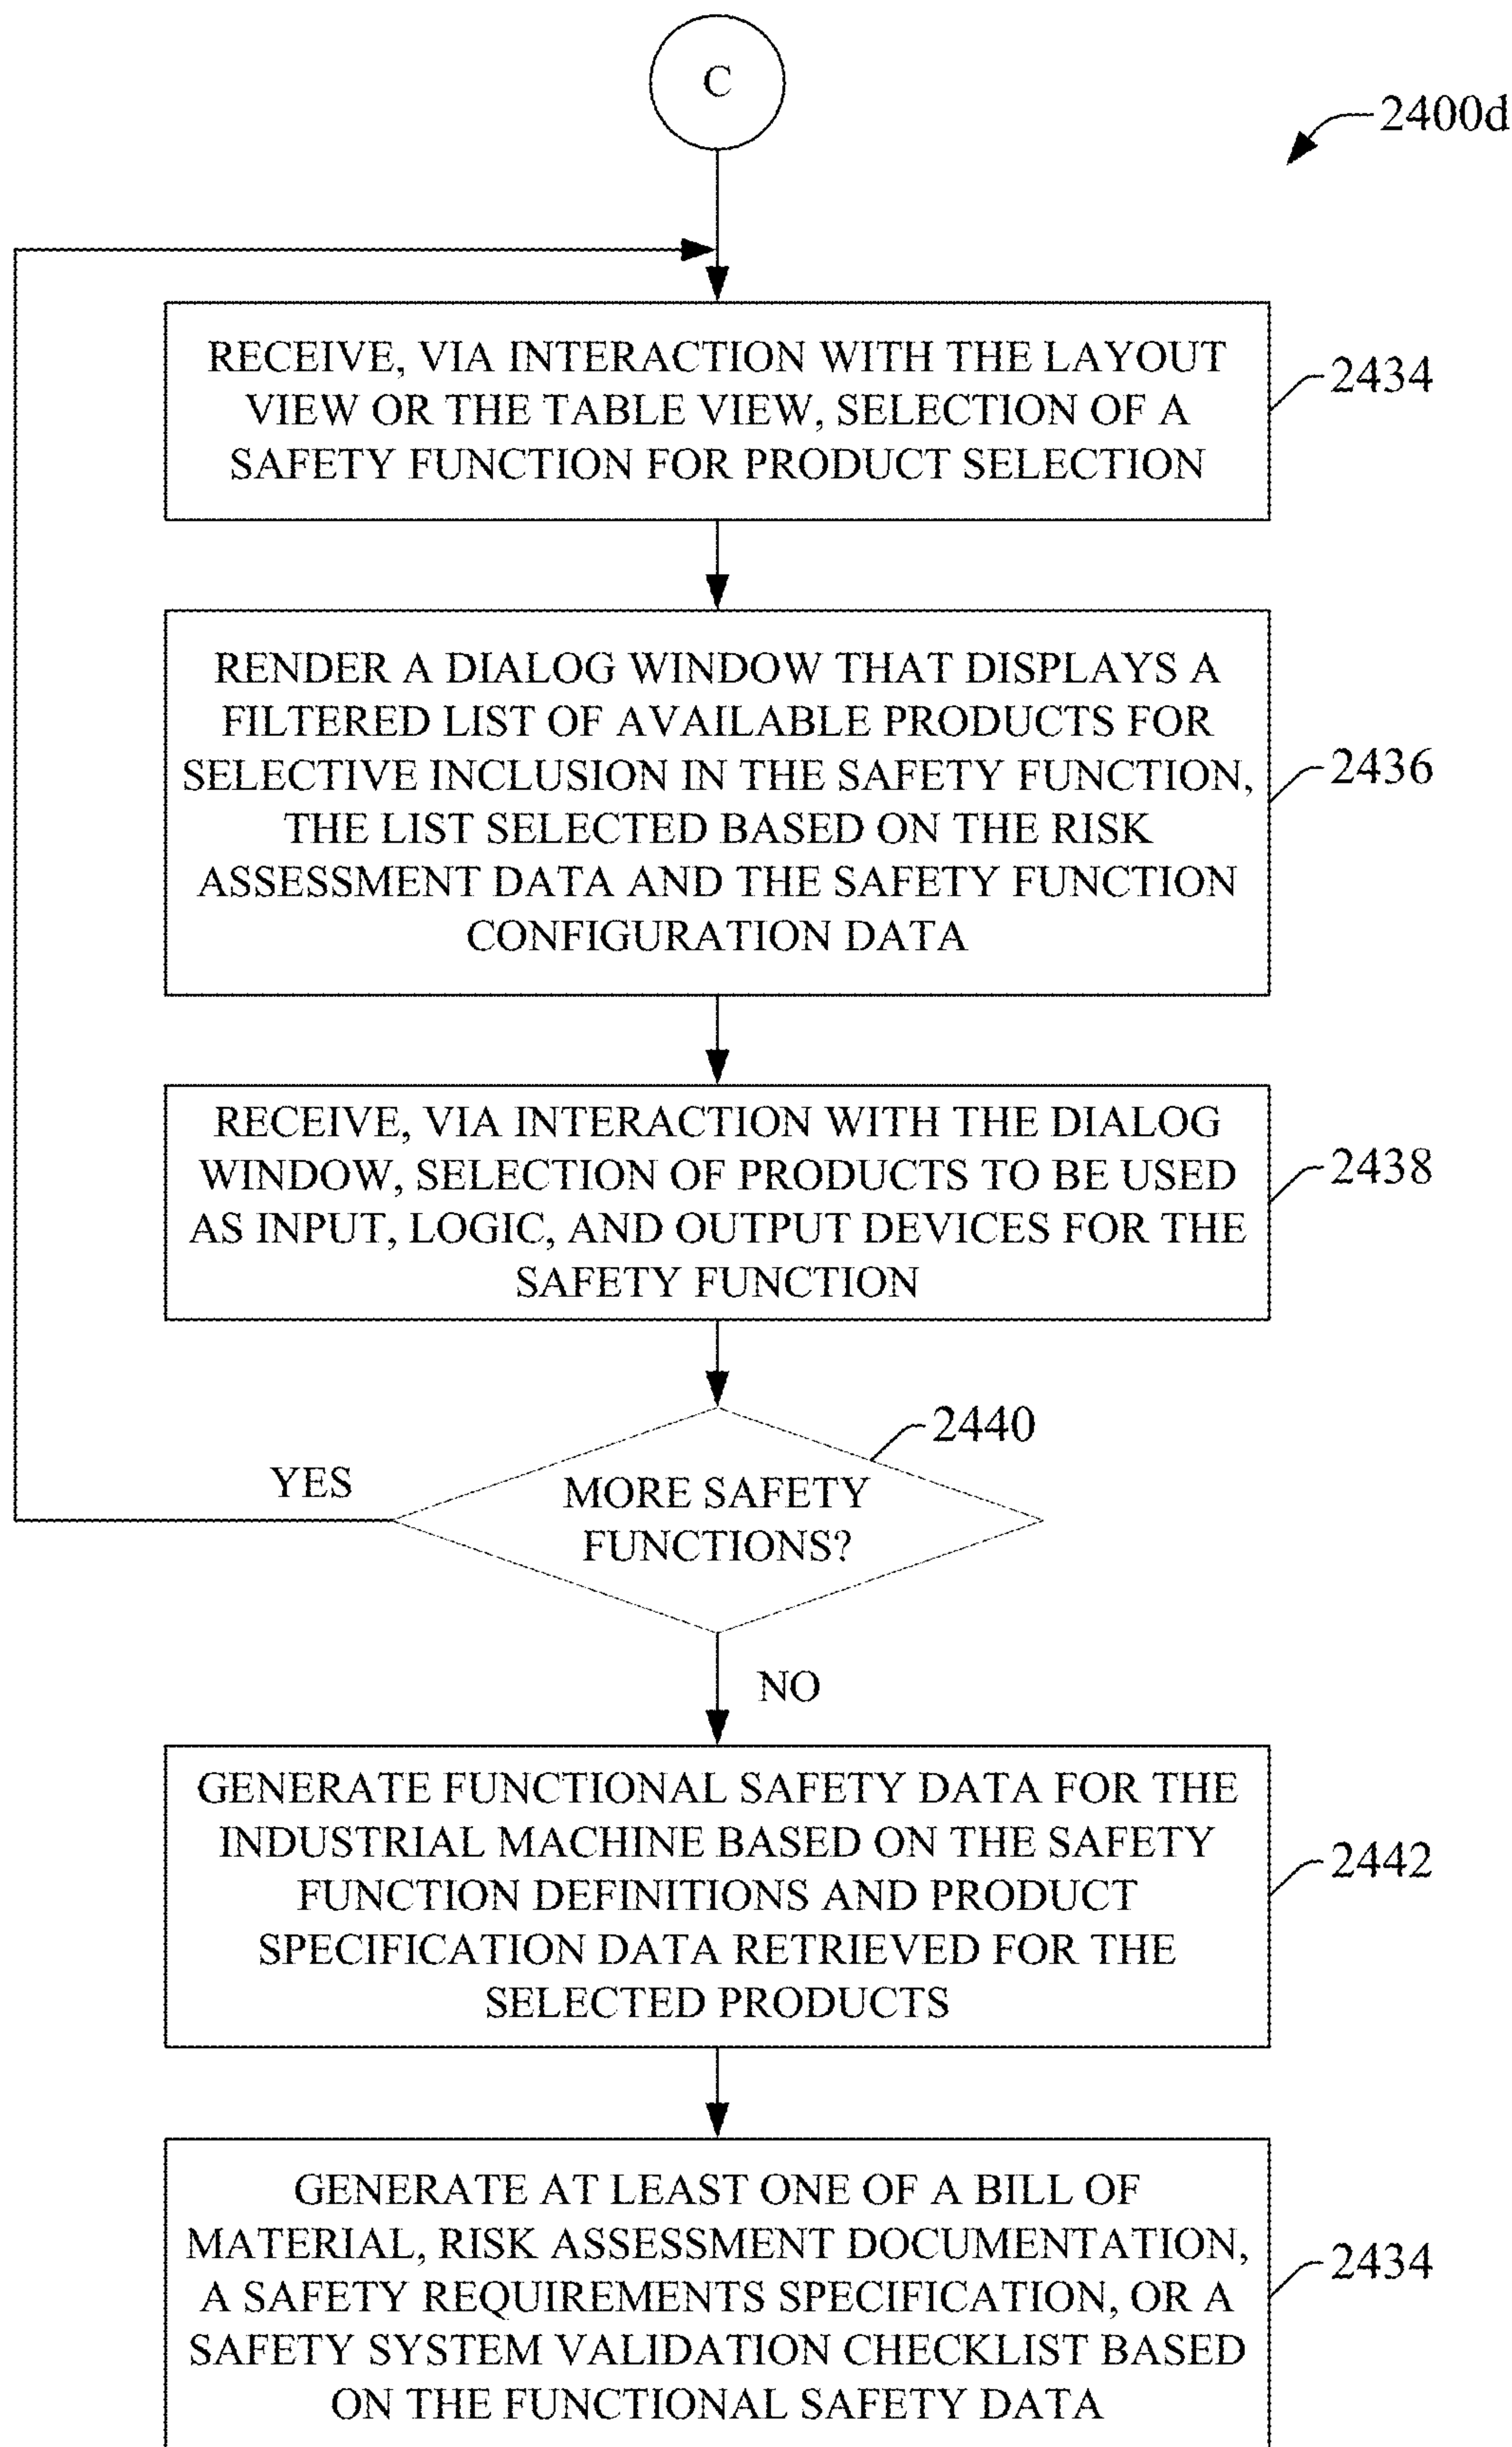 C
2400d
RECEIVE, VIA INTERACTION WITH THE LAYOUT
VIEW OR THE TABLE VIEW, SELECTION OF A
SAFETY FUNCTION FOR PRODUCT SELECTION
2434
RENDER A DIALOG WINDOW THAT DISPLAYS A
FILTERED LIST OF AVAILABLE PRODUCTS FOR
SELECTIVE INCLUSION IN THE SAFETY FUNCTION,
THE LIST SELECTED BASED ON THE RISK
ASSESSMENT DATA AND THE SAFETY FUNCTION
CONFIGURATION DATA
2436
RECEIVE, VIA INTERACTION WITH THE DIALOG
WINDOW, SELECTION OF PRODUCTS TO BE USED
AS INPUT, LOGIC, AND OUTPUT DEVICES FOR THE
SAFETY FUNCTION
2438
2440
YES
MORE SAFETY
FUNCTIONS?
NO
GENERATE FUNCTIONAL SAFETY DATA FOR THE
INDUSTRIAL MACHINE BASED ON THE SAFETY
FUNCTION DEFINITIONS AND PRODUCT
SPECIFICATION DATA RETRIEVED FOR THE
SELECTED PRODUCTS
2442
GENERATE AT LEAST ONE OF A BILL OF
MATERIAL, RISK ASSESSMENT DOCUMENTATION,
A SAFETY REQUIREMENTS SPECIFICATION, OR A
SAFETY SYSTEM VALIDATION CHECKLIST BASED
ON THE FUNCTIONAL SAFETY DATA
2434